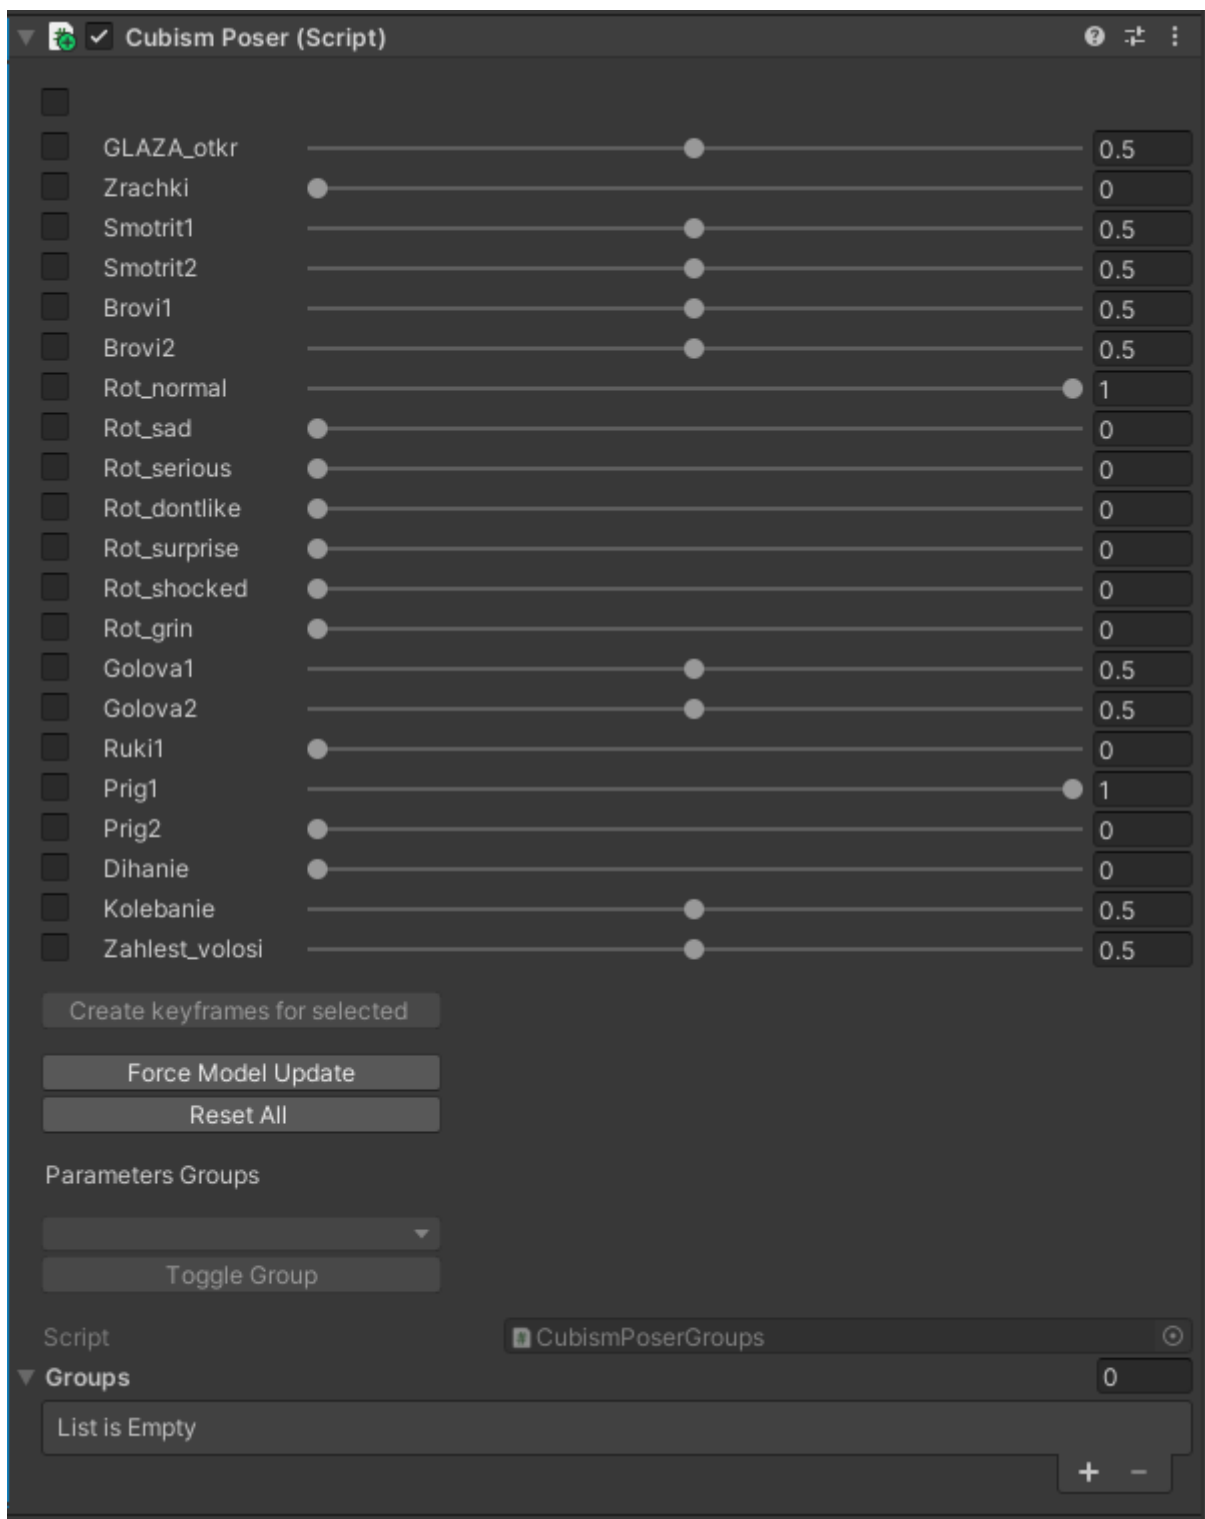 Cubism Poser (Script)
GLAZA_otkr 0.5
Zrachki 0
Smotrit1 0.5
Smotrit2 0.5
Brovi1 0.5
Brovi2 0.5
Rot_normal 1
Rot_sad 0
Rot_serious 0
Rot_dontlike 0
Rot_surprise 0
Rot_shocked 0
Rot_grin 0
Golova1 0.5
Golova2 0.5
Ruki1 0
Prig1 1
Prig2 0
Dihanie 0
Kolebanie 0.5
Zahlest_volosi 0.5
Create keyframes for selected
Force Model Update
Reset All
Parameters Groups
Toggle Group
Script CubismPoserGroups
Groups 0
List is Empty